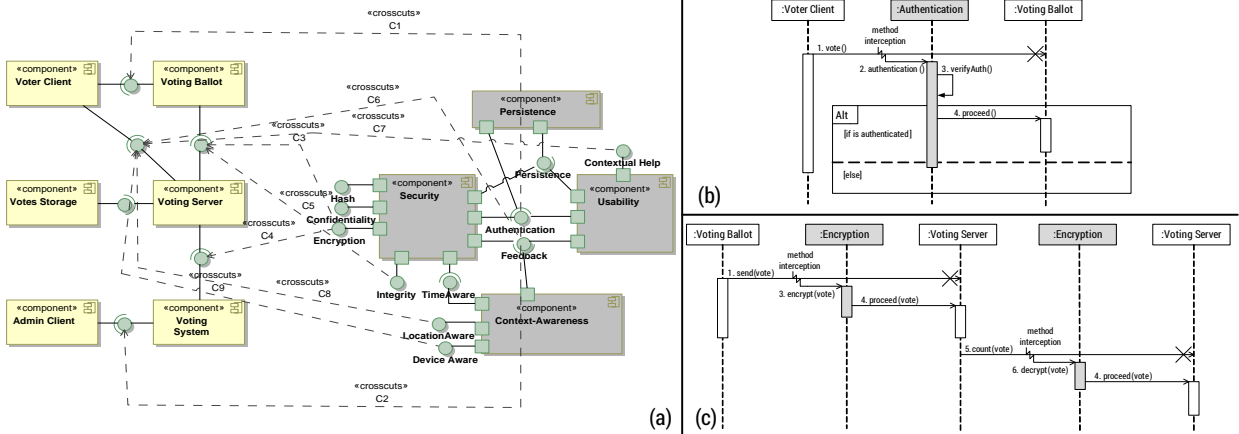 «crosscuts»
C1
«component»
Voter Client
«component»
Voting Ballot
«crosscuts»
C6
«crosscuts»
C7
«crosscuts»
C3
«component»
Persistence
Persistence
Contextual Help
«component»
Votes Storage
«component»
Voting Server
«crosscuts»
C5
Hash
Confidentiality
Encryption
«component»
Security
Authentication
Feedback
«component»
Usability
C4
«crosscuts»
«crosscuts»
C9
«crosscuts»
C8
Integrity
TimeAware
«component»
Admin Client
«component»
Voting
System
LocationAware
Device Aware
«component»
Context-Awareness
«crosscuts»
C2
(a)
(b)
:Voter Client
:Authentication
:Voting Ballot
method
interception
1. vote()
2. authentication ()
3. verifyAuth()
Alt
4. proceed()
[if is authenticated]
[else]
(c)
:Voting Ballot
:Encryption
:Voting Server
:Encryption
:Voting Server
method
interception
1. send(vote)
3. encrypt(vote)
4. proceed(vote)
method
interception
5.count(vote)
6. decrypt(vote)
4. proceed(vote)